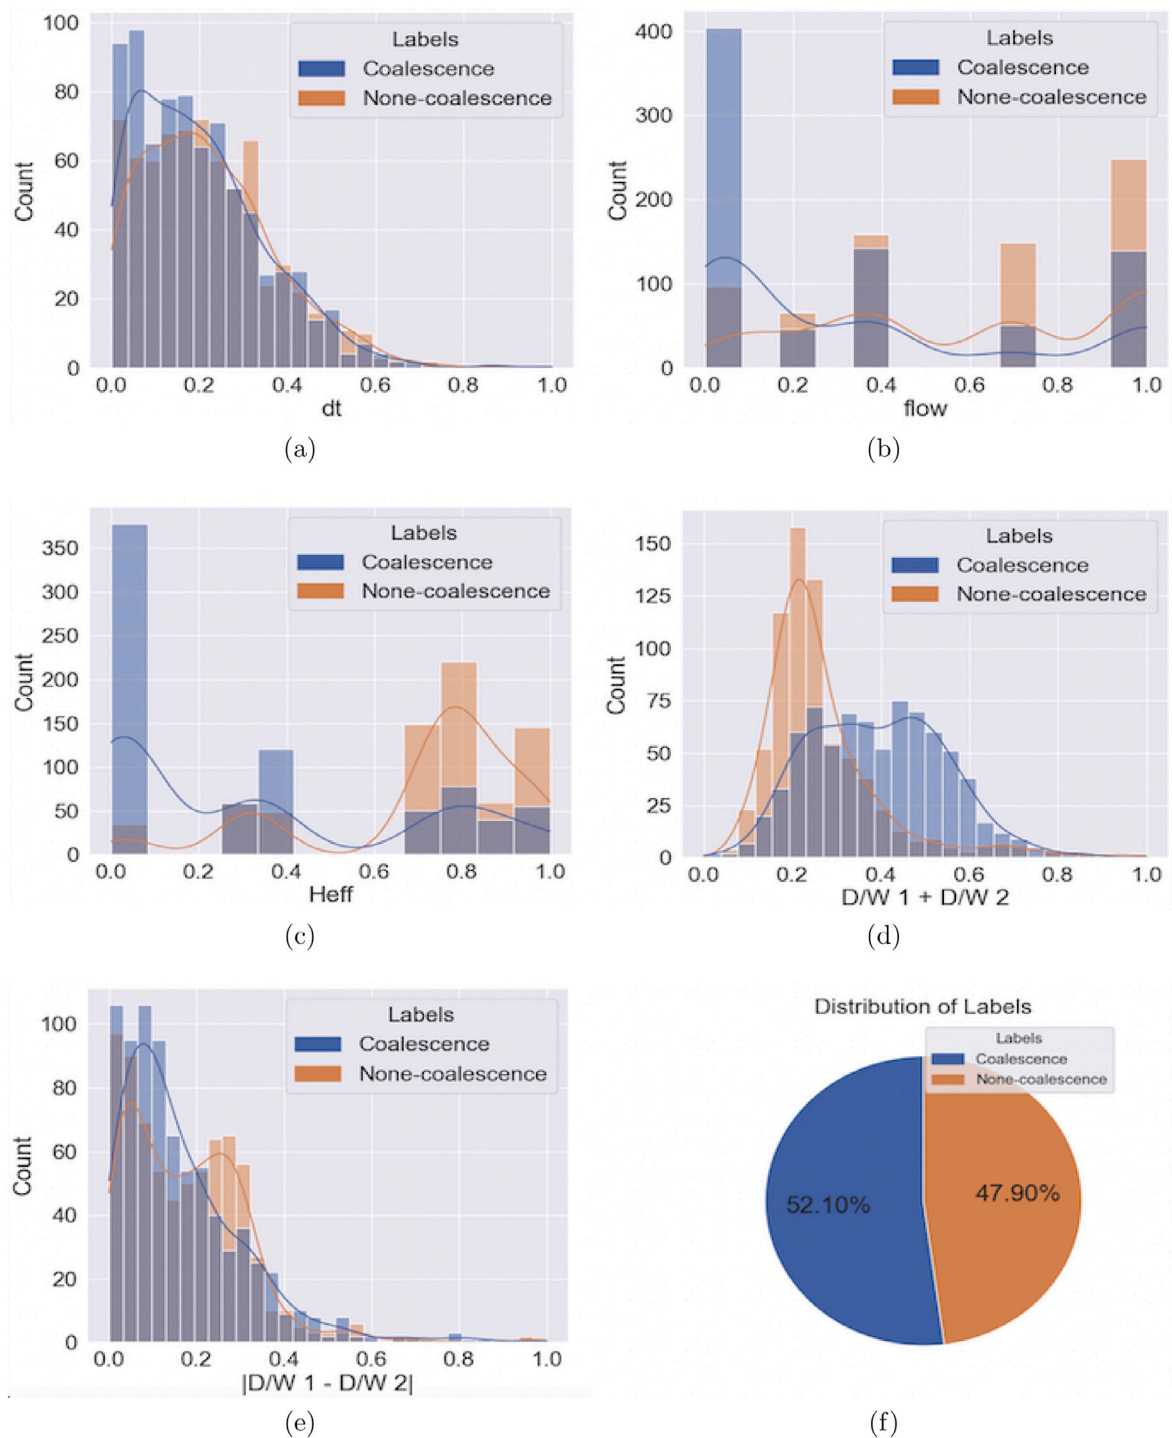 100
80
60
40
20
0
Count
Labels
Coalescence
None-coalescence
0.0 0.2 0.4 0.6 0.8 1.0
dt
(a)
400
300
200
100
0
Count
Labels
Coalescence
None-coalescence
0.0 0.2 0.4 0.6 0.8 1.0
flow
(b)
350
300
250
200
150
100
50
0
Count
Labels
Coalescence
None-coalescence
0.0 0.2 0.4 0.6 0.8 1.0
Heff
(c)
150
125
100
75
50
25
0
Count
Labels
Coalescence
None-coalescence
0.0 0.2 0.4 0.6 0.8 1.0
D/W 1 + D/W 2
(d)
100
80
60
40
20
0
Count
Labels
Coalescence
None-coalescence
0.0 0.2 0.4 0.6 0.8 1.0
|D/W 1 - D/W 2|
(e)
Distribution of Labels
Labels
Coalescence
None-coalescence
52.10%
47.90%
(f)